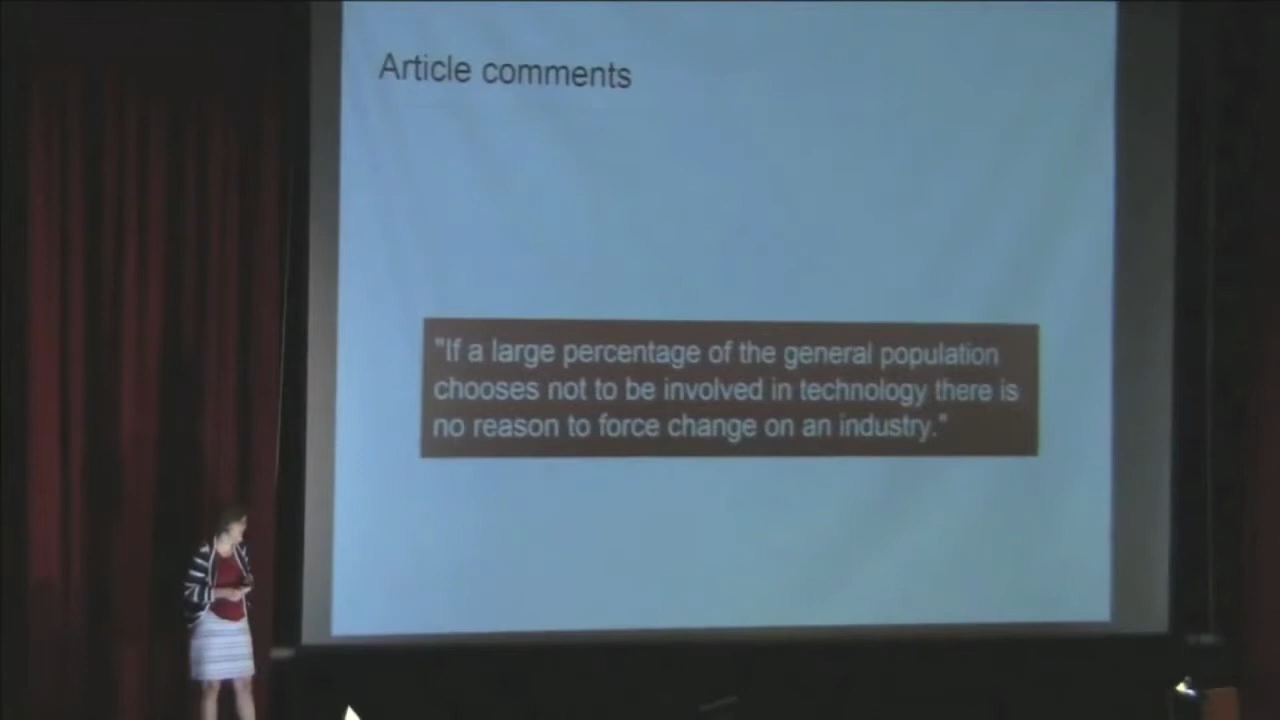 Article comments
"If a large percentage of the general population
chooses not to be involved in technology there is
no reason to force change on an industry."